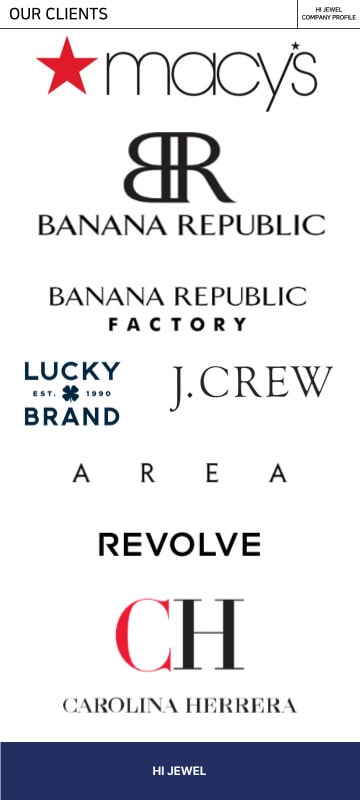 OUR CLIENTS
HI JEWEL
COMPANY PROFILE
macy's
BR
BANANA REPUBLIC
BANANA REPUBLIC
FACTORY
LUCKY
EST. 1990
BRAND
J.CREW
AREA
REVOLVE
CH
CAROLINA HERRERA
HI JEWEL